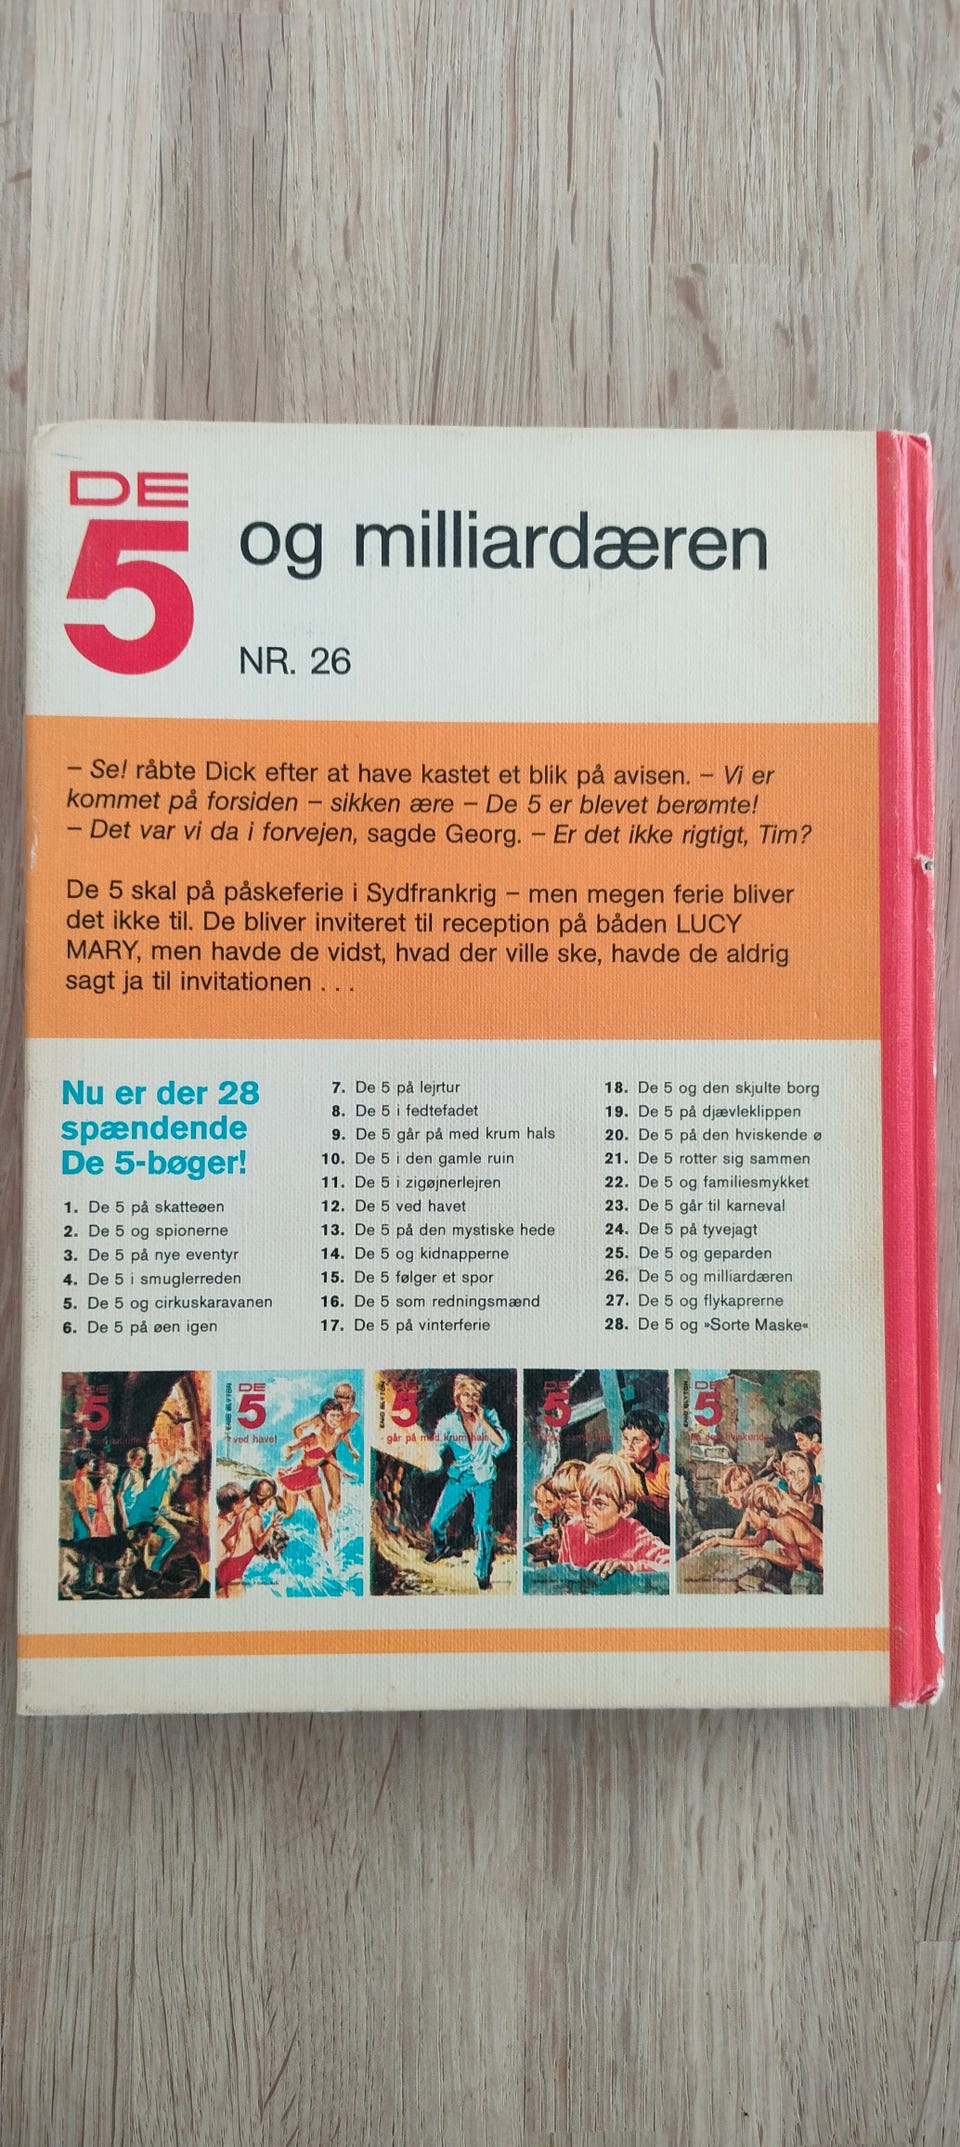 DE
5
og milliardæren
NR. 26
– Se! råbte Dick efter at have kastet et blik på avisen. – Vi er
kommet på forsiden – sikken ære – De 5 er blevet berømte!
– Det var vi da i forvejen, sagde Georg. – Er det ikke rigtigt, Tim?
De 5 skal på påskeferie i Sydfrankrig – men megen ferie bliver
det ikke til. De bliver inviteret til reception på båden LUCY
MARY, men havde de vidst, hvad der ville ske, havde de aldrig
sagt ja til invitationen . . .
Nu er der 28
spændende
De 5-bøger!
1. De 5 på skatteøen
2. De 5 og spionerne
3. De 5 på nye eventyr
4. De 5 i smuglerreden
5. De 5 og cirkuskaravanen
6. De 5 på øen igen
7. De 5 på lejrtur
8. De 5 i fedtefadet
9. De 5 går på med krum hals
10. De 5 i den gamle ruin
11. De 5 i zigøjnerlejren
12. De 5 ved havet
13. De 5 på den mystiske hede
14. De 5 og kidnapperne
15. De 5 følger et spor
16. De 5 som redningsmænd
17. De 5 på vinterferie
18. De 5 og den skjulte borg
19. De 5 på djævleklippen
20. De 5 på den hviskende ø
21. De 5 rotter sig sammen
22. De 5 og familiesmykket
23. De 5 går til karneval
24. De 5 på tyvejagt
25. De 5 og geparden
26. De 5 og milliardæren
27. De 5 og flykaprerne
28. De 5 og »Sorte Maske«
DE
5
DE
5
ved havet
ENID BLYTON
5
- går på med krum hals
5
DE
5
ENID BLYTON